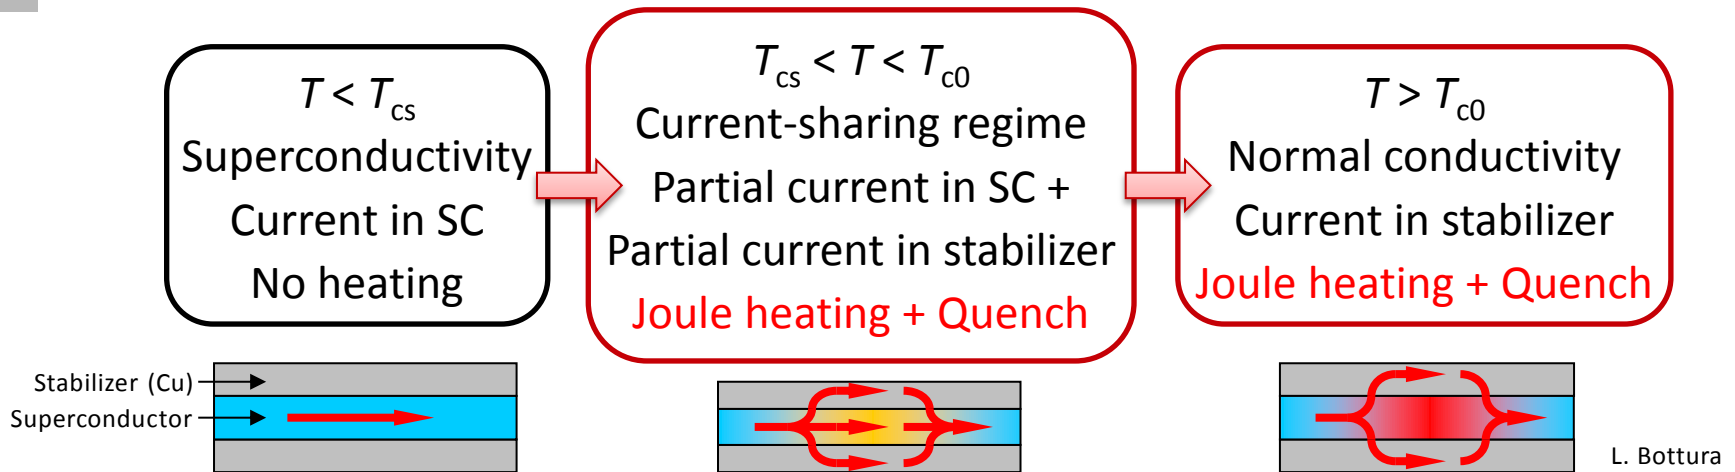 T < Tcs
Superconductivity
Current in SC
No heating
Tcs < T < Tc0
Current-sharing regime
Partial current in SC +
Partial current in stabilizer
Joule heating + Quench
T > Tc0
Normal conductivity
Current in stabilizer
Joule heating + Quench
Stabilizer (Cu)
Superconductor
L. Bottura